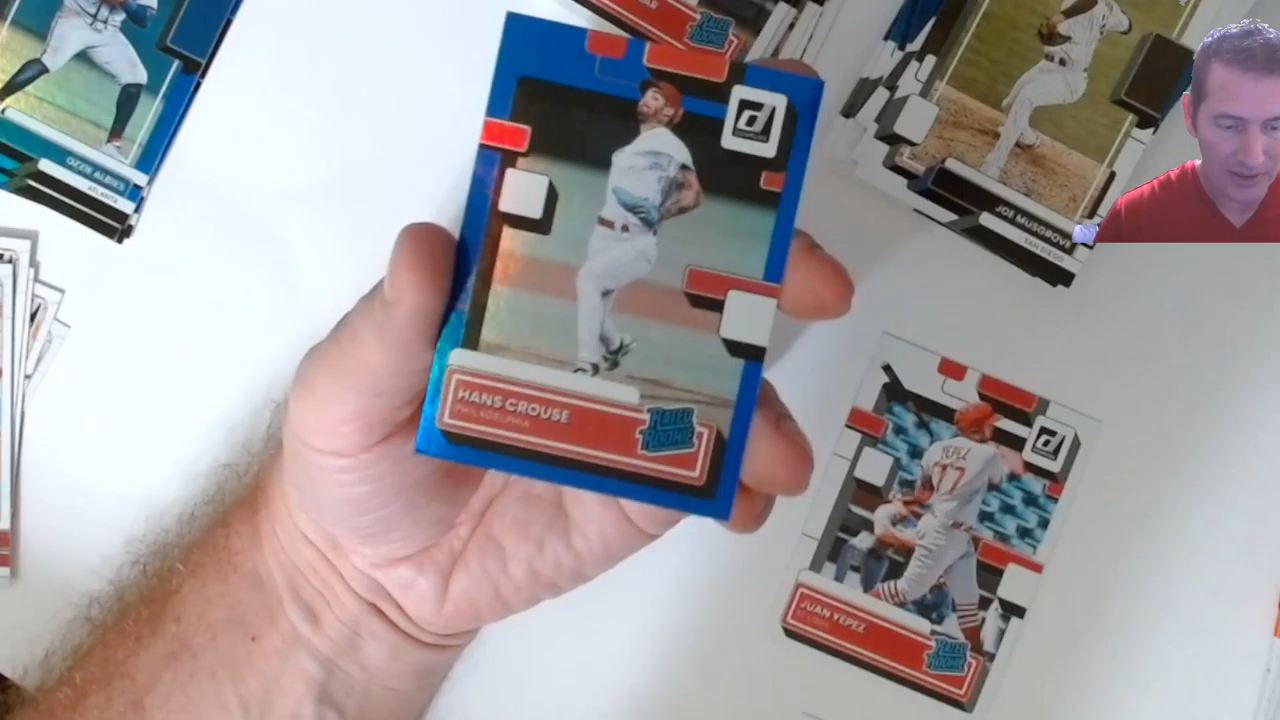 OZZIE ALBIES
ATLANTA
RATED
ROOKIE
d
JOE MUSGROVE
SAN DIEGO
HANS CROUSE
PHILADELPHIA
RATED
ROOKIE
d
YEPEZ
77
JUAN YEPEZ
RATED
ROOKIE